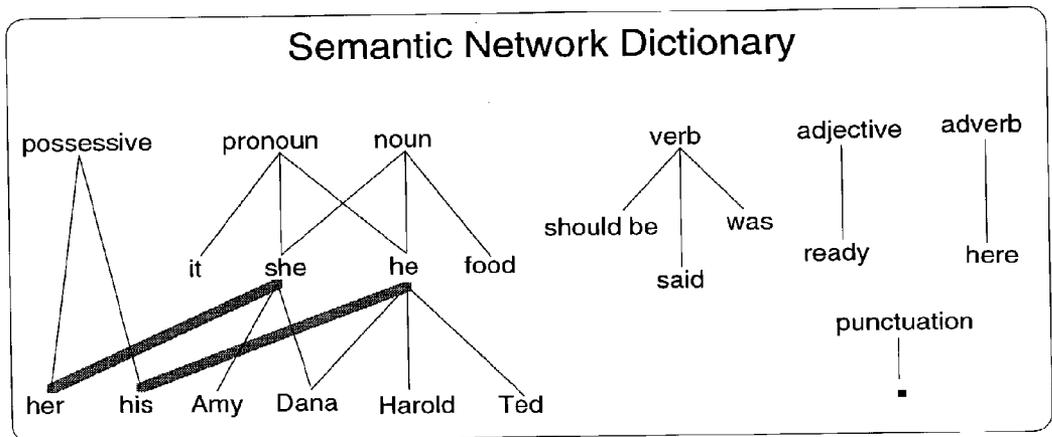 Semantic Network Dictionary
possessive pronoun noun verb adjective adverb
should be was
it she he food said ready here
punctuation
her his Amy Dana Harold Ted .